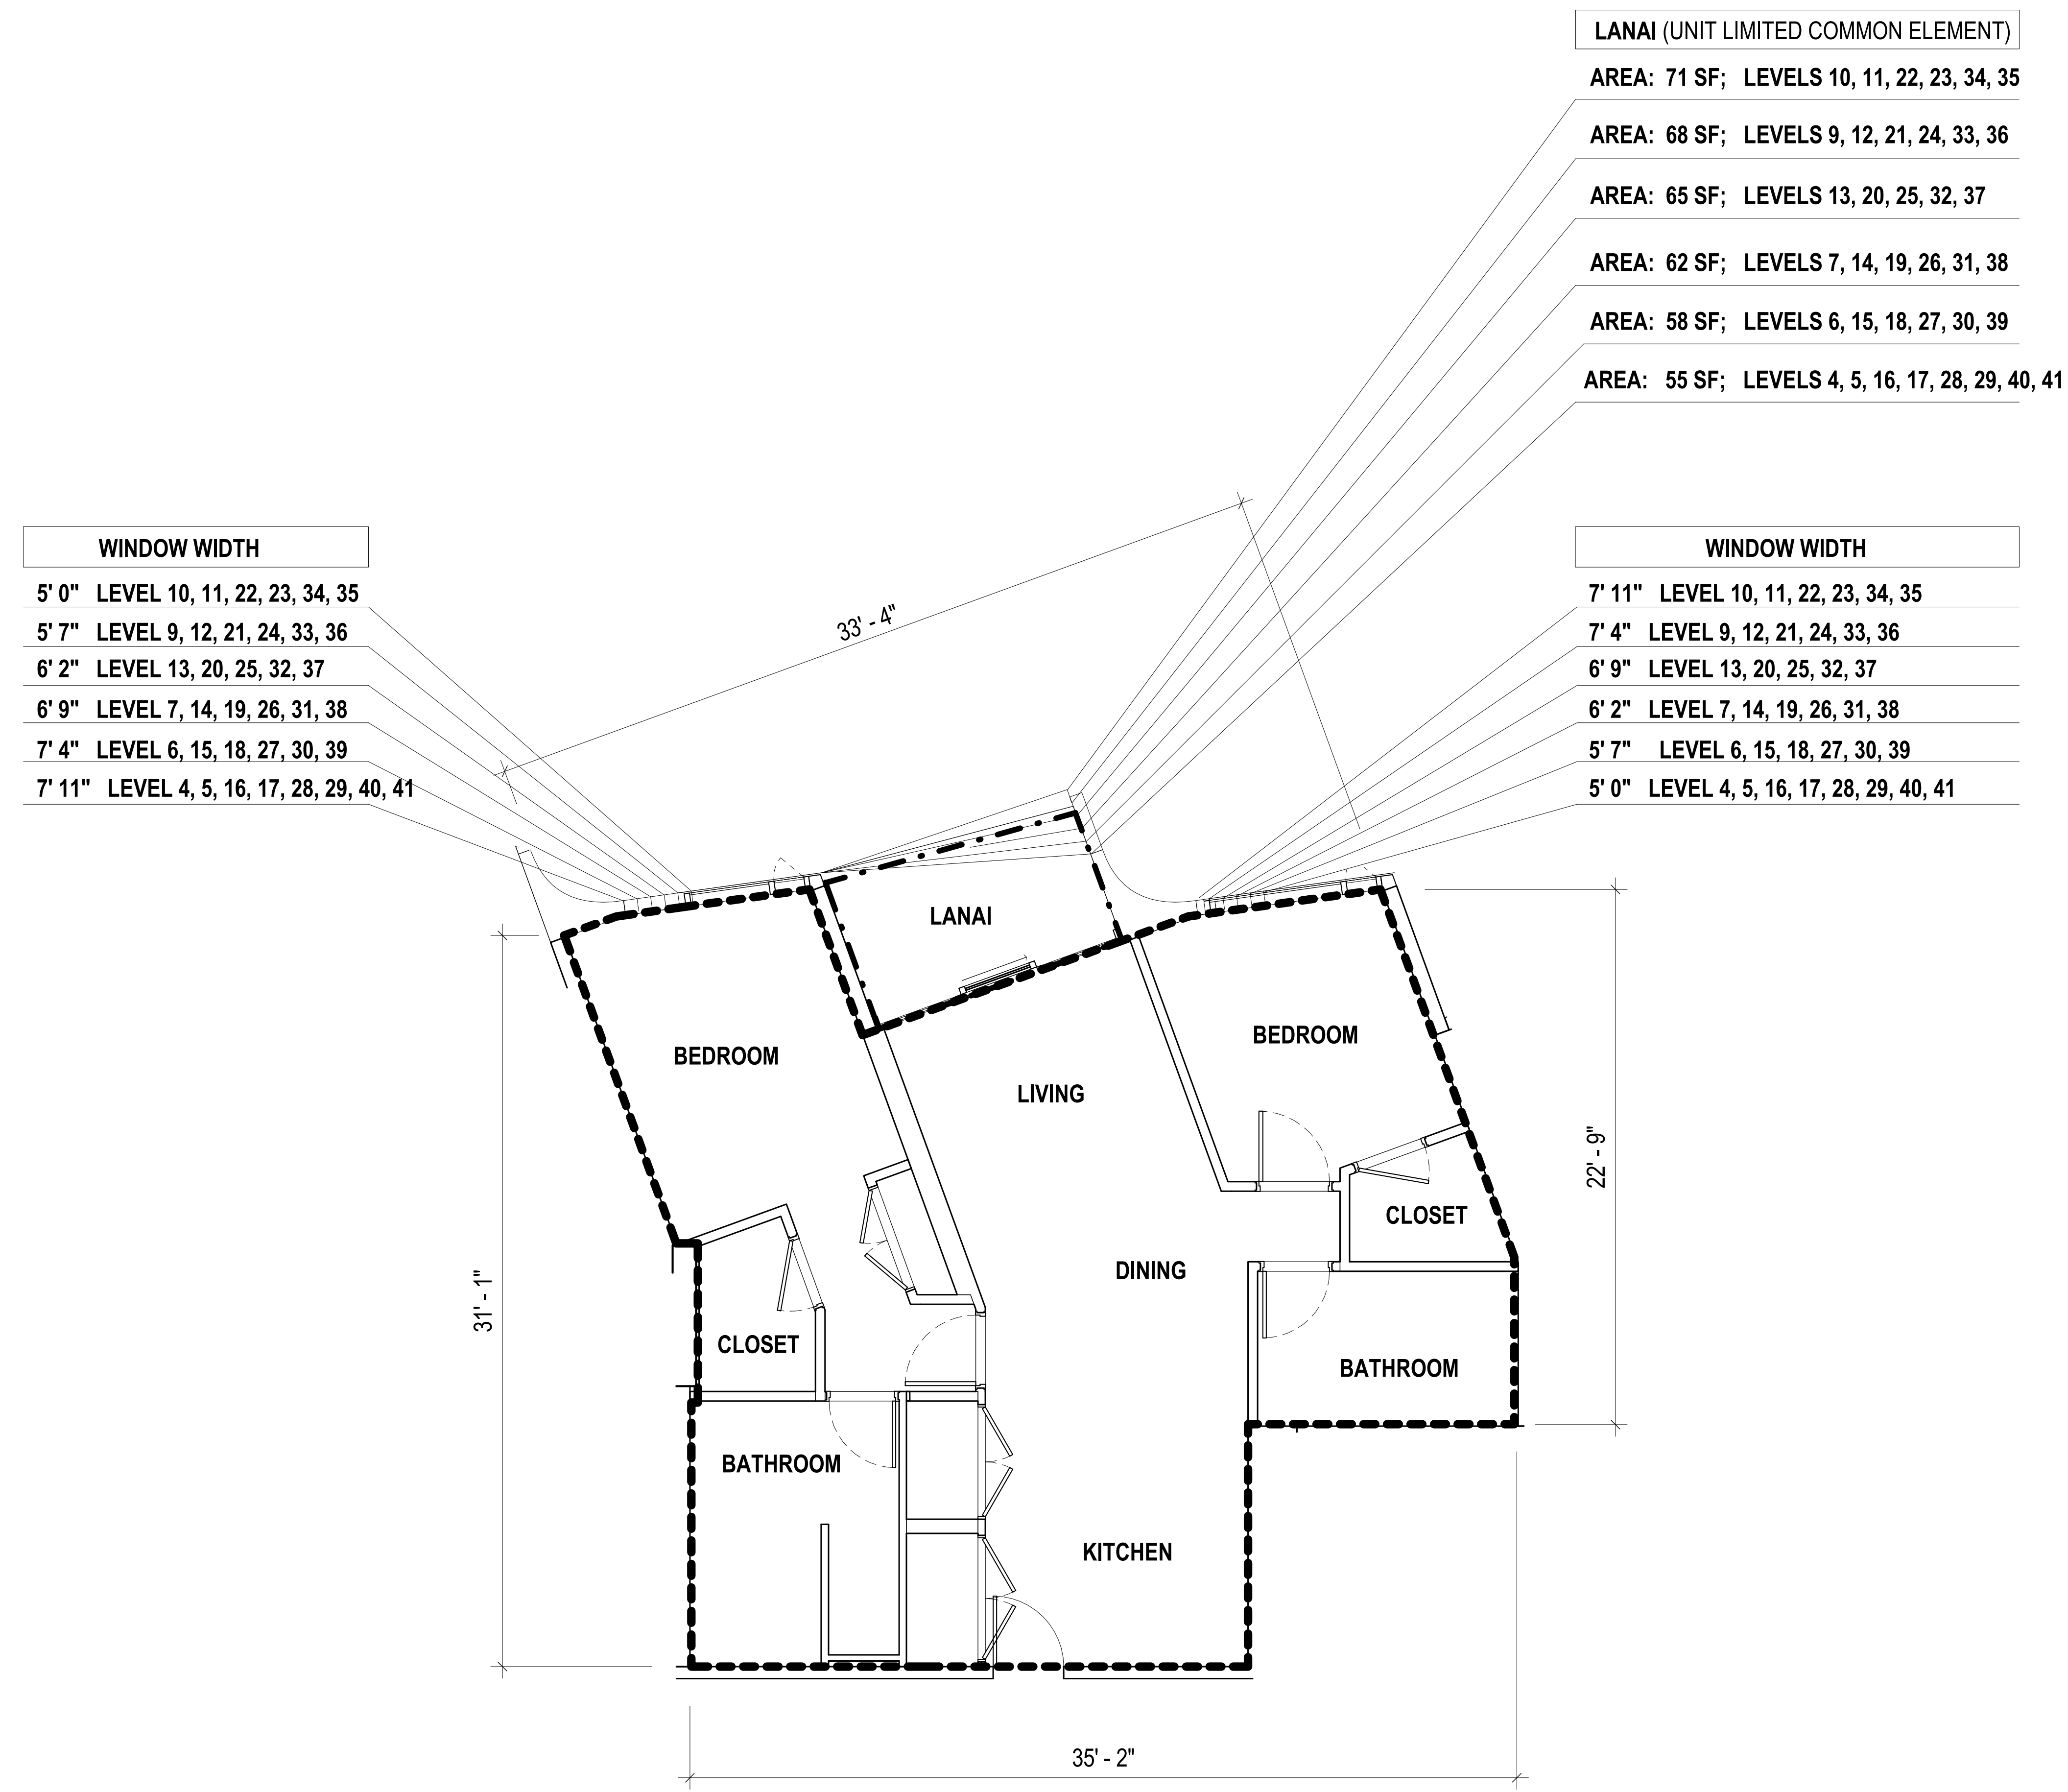 LANAI (UNIT LIMITED COMMON ELEMENT)
AREA: 71 SF; LEVELS 10, 11, 22, 23, 34, 35
AREA: 68 SF; LEVELS 9, 12, 21, 24, 33, 36
AREA: 65 SF; LEVELS 13, 20, 25, 32, 37
AREA: 62 SF; LEVELS 7, 14, 19, 26, 31, 38
AREA: 58 SF; LEVELS 6, 15, 18, 27, 30, 39
AREA: 55 SF; LEVELS 4, 5, 16, 17, 28, 29, 40, 41
WINDOW WIDTH
5' 0" LEVEL 10, 11, 22, 23, 34, 35
5' 7" LEVEL 9, 12, 21, 24, 33, 36
6' 2" LEVEL 13, 20, 25, 32, 37
6' 9" LEVEL 7, 14, 19, 26, 31, 38
7' 4" LEVEL 6, 15, 18, 27, 30, 39
7' 11" LEVEL 4, 5, 16, 17, 28, 29, 40, 41
WINDOW WIDTH
7' 11" LEVEL 10, 11, 22, 23, 34, 35
7' 4" LEVEL 9, 12, 21, 24, 33, 36
6' 9" LEVEL 13, 20, 25, 32, 37
6' 2" LEVEL 7, 14, 19, 26, 31, 38
5' 7" LEVEL 6, 15, 18, 27, 30, 39
5' 0" LEVEL 4, 5, 16, 17, 28, 29, 40, 41
33' - 4"
LANAI
BEDROOM
BEDROOM
LIVING
22' - 9"
CLOSET
DINING
31' - 1"
CLOSET
BATHROOM
BATHROOM
KITCHEN
35' - 2"